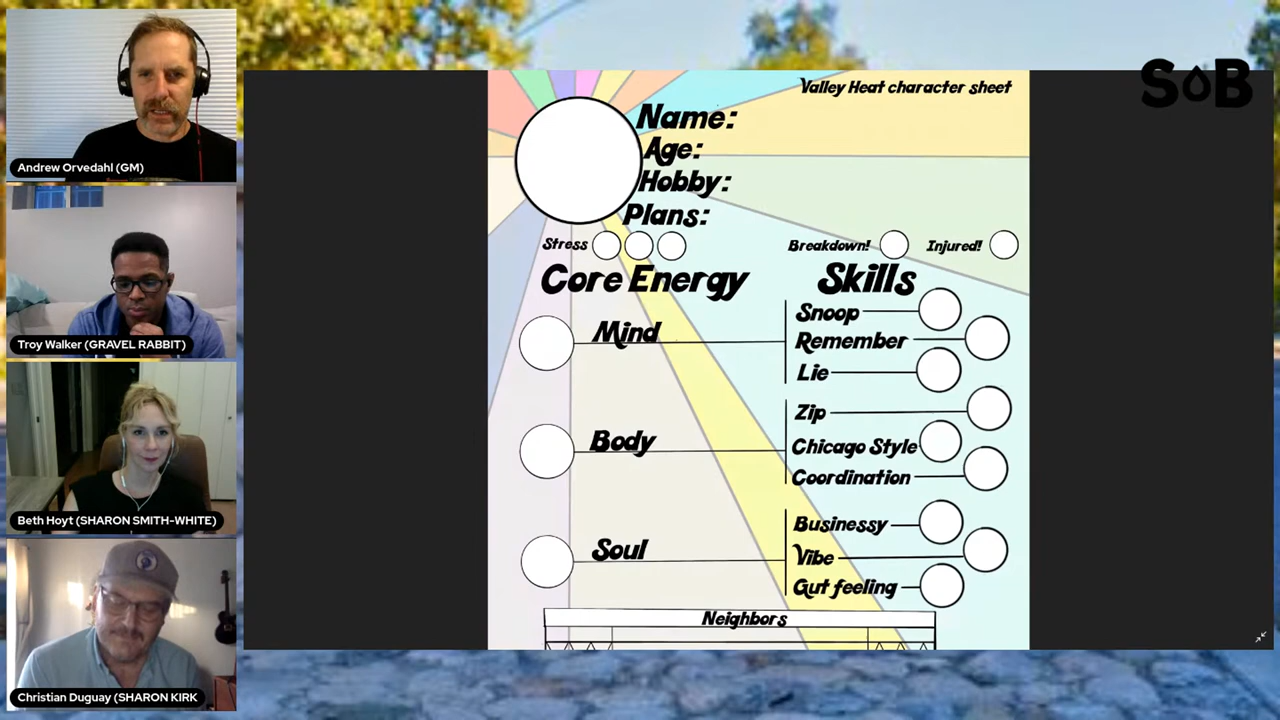 SOB
Andrew Orvedahl (GM)
Troy Walker (GRAVEL RABBIT)
Beth Hoyt (SHARON SMITH-WHITE)
Christian Duguay (SHARON KIRK
Valley Heat character sheet
Name:
Age:
Hobby:
Plans:
Stress
Breakdown!
Injured!
Core Energy
Skills
Mind
Snoop
Remember
Lie
Body
Zip
Chicago Style
Coordination
Soul
Businessy
Vibe
Gut feeling
Neighbors